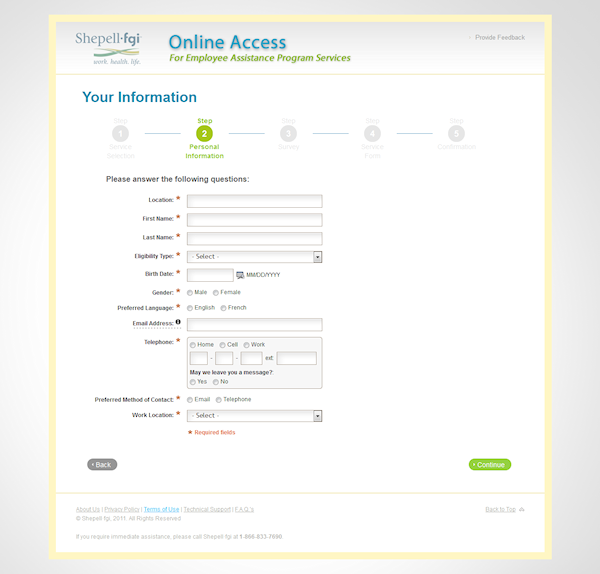 Shepell·fgi
work. health. life.
Online Access
For Employee Assistance Program Services
Provide Feedback
Your Information
Step Step Step Step Step
1 2 3 4 5
Service Selection
Personal Information
Survey
Service Form
Confirmation
Please answer the following questions:
Location: *
First Name: *
Last Name: *
Eligibility Type: * - Select -
Birth Date: * MM/DD/YYYY
Gender: * Male Female
Preferred Language: * English French
Email Address:
Telephone: * Home Cell Work
- - ext:
May we leave you a message?
Yes No
Preferred Method of Contact: * Email Telephone
Work Location: * - Select -
* Required fields
Back
Continue
About Us | Privacy Policy | Terms of Use | Technical Support | F.A.Q.'s
Back to Top
© Shepell·fgi, 2011. All Rights Reserved.
If you require immediate assistance, please call Shepell·fgi at 1.866.833.7690.